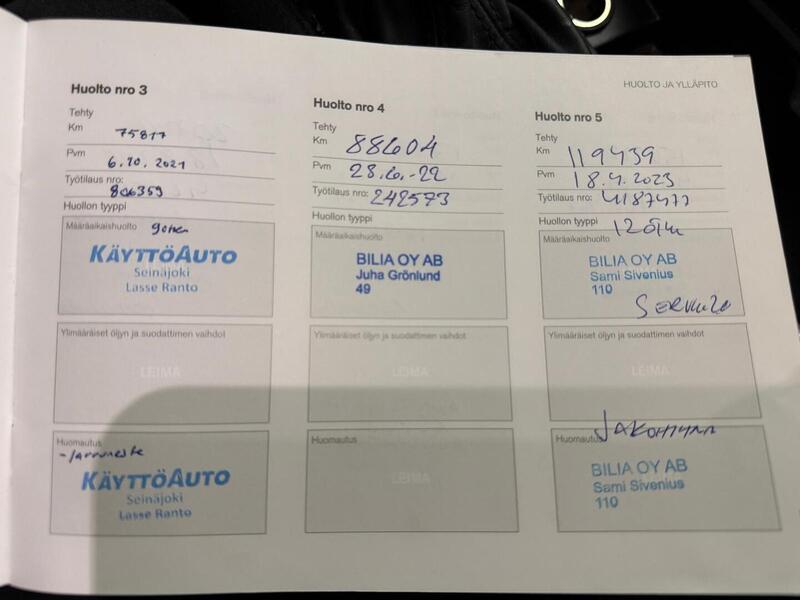 HUOLTO JA YLLÄPITO
Huolto nro 3
Tehty
Km 75817
Pvm 6.10.2021
Työtilaus nro: 806359
Huollon tyyppi
Määräaikaishuolto
KÄYTTÖAUTO
Seinäjoki
Lasse Ranto
Ylimääräiset öljyn ja suodattimen vaihdot
LEIMA
Huomautus
- Jarruneste
KÄYTTÖAUTO
Seinäjoki
Lasse Ranto
Huolto nro 4
Tehty
Km 88604
Pvm 28.6.-22
Työtilaus nro: 242573
Huollon tyyppi
Määräaikaishuolto
BILIA OY AB
Juha Grönlund
49
Ylimääräiset öljyn ja suodattimen vaihdot
LEIMA
Huomautus
LEIMA
Huolto nro 5
Tehty
Km 119439
Pvm 18.4.2023
Työtilaus nro: 4187477
Huollon tyyppi
Määräaikaishuolto
BILIA OY AB
Sami Sivenius
110
Ylimääräiset öljyn ja suodattimen vaihdot
LEIMA
Huomautus
BILIA OY AB
Sami Sivenius
110